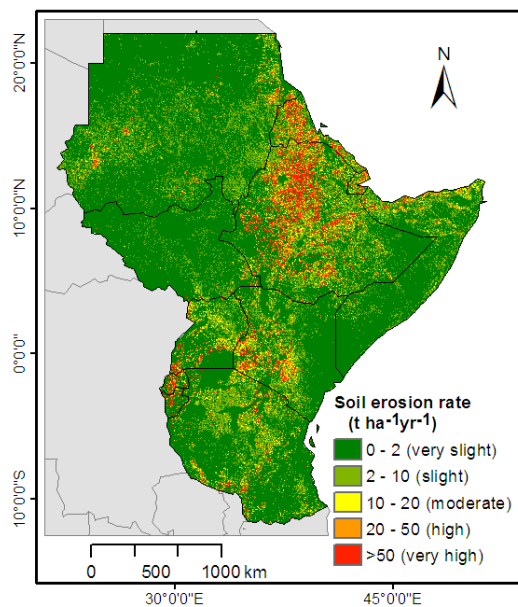 20°0'0"N
N
10°0'0"N
0°0'0"
10°0'0"S
Soil erosion rate
(t ha-1yr-1)
0 - 2 (very slight)
2 - 10 (slight)
10 - 20 (moderate)
20 - 50 (high)
>50 (very high)
0 500 1000 km
30°0'0"E 45°0'0"E